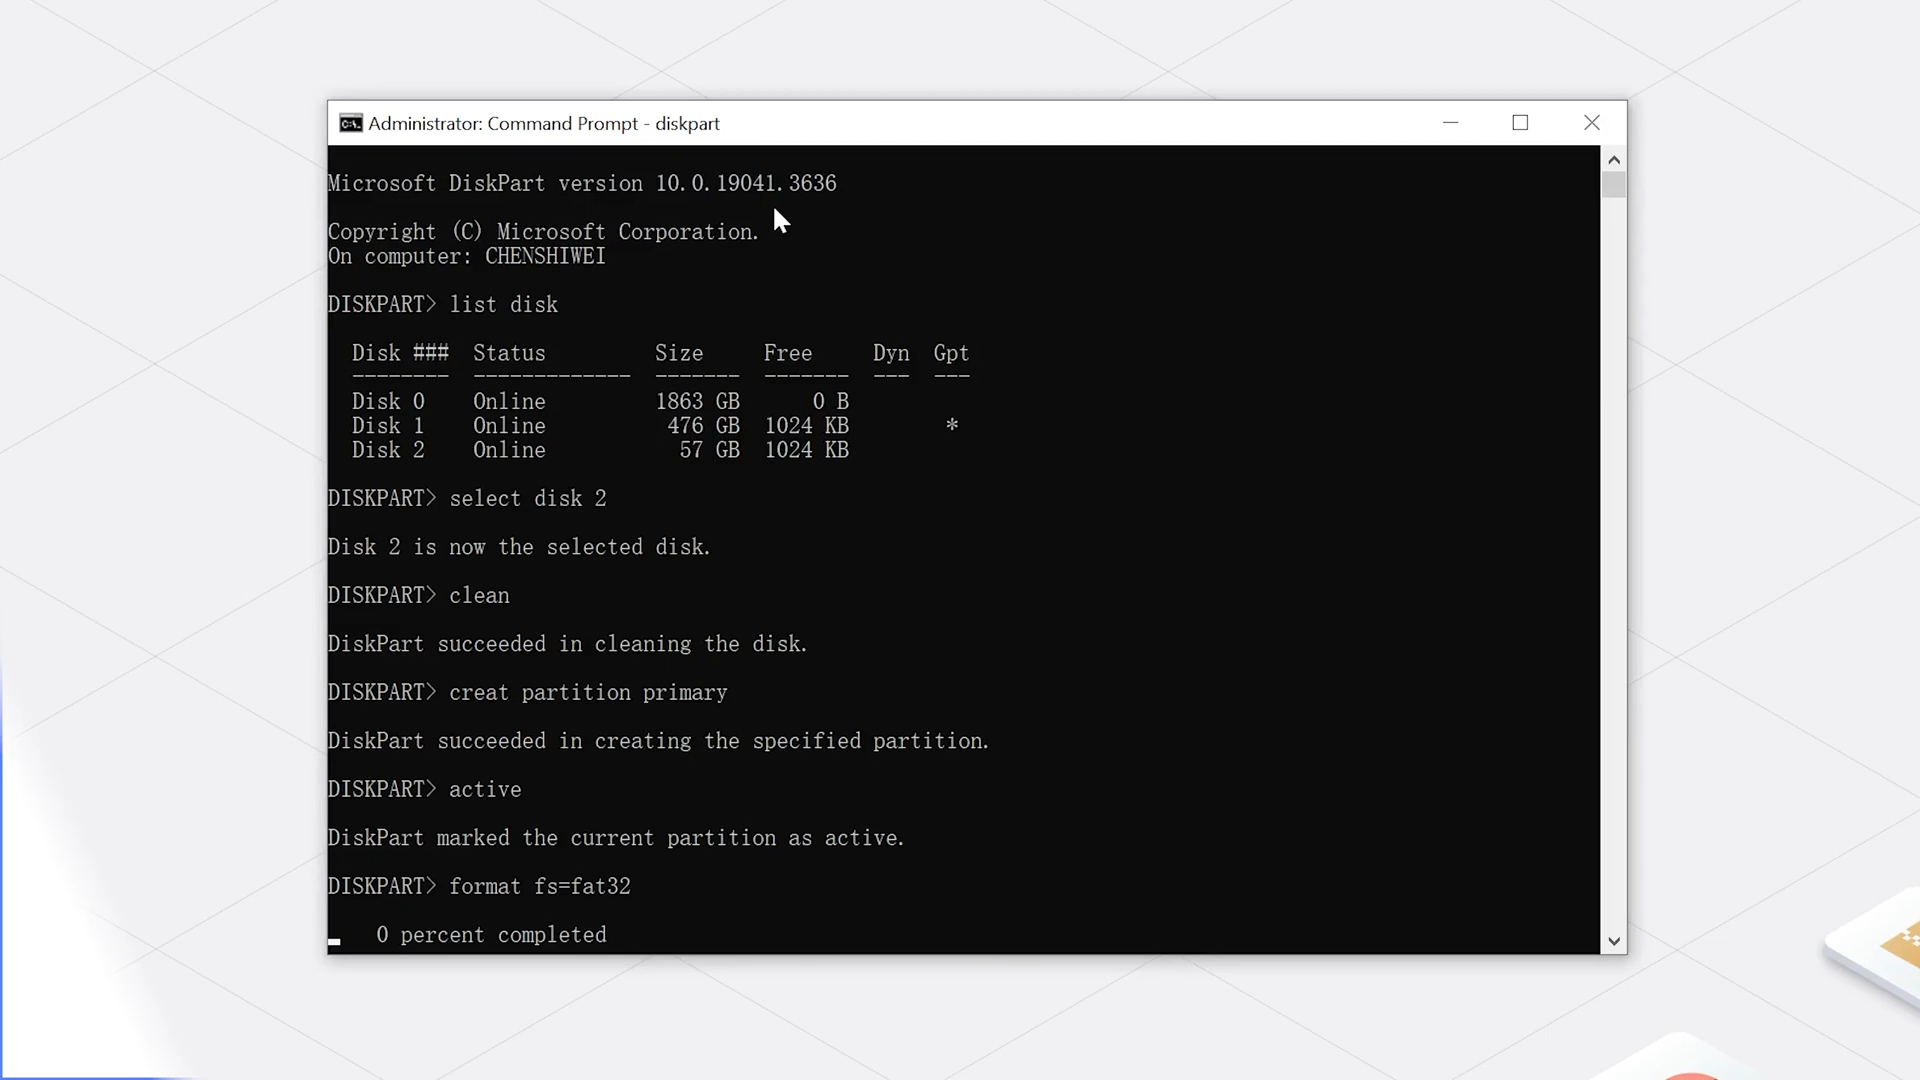 Administrator: Command Prompt - diskpart
Microsoft DiskPart version 10.0.19041.3636
Copyright (C) Microsoft Corporation.
On computer: CHENSHIWEI
DISKPART> list disk
Disk ###  Status         Size     Free     Dyn  Gpt
--------  -------------  -------  -------  ---  ---
Disk 0    Online         1863 GB      0 B
Disk 1    Online          476 GB  1024 KB        *
Disk 2    Online           57 GB  1024 KB
DISKPART> select disk 2
Disk 2 is now the selected disk.
DISKPART> clean
DiskPart succeeded in cleaning the disk.
DISKPART> creat partition primary
DiskPart succeeded in creating the specified partition.
DISKPART> active
DiskPart marked the current partition as active.
DISKPART> format fs=fat32
0 percent completed